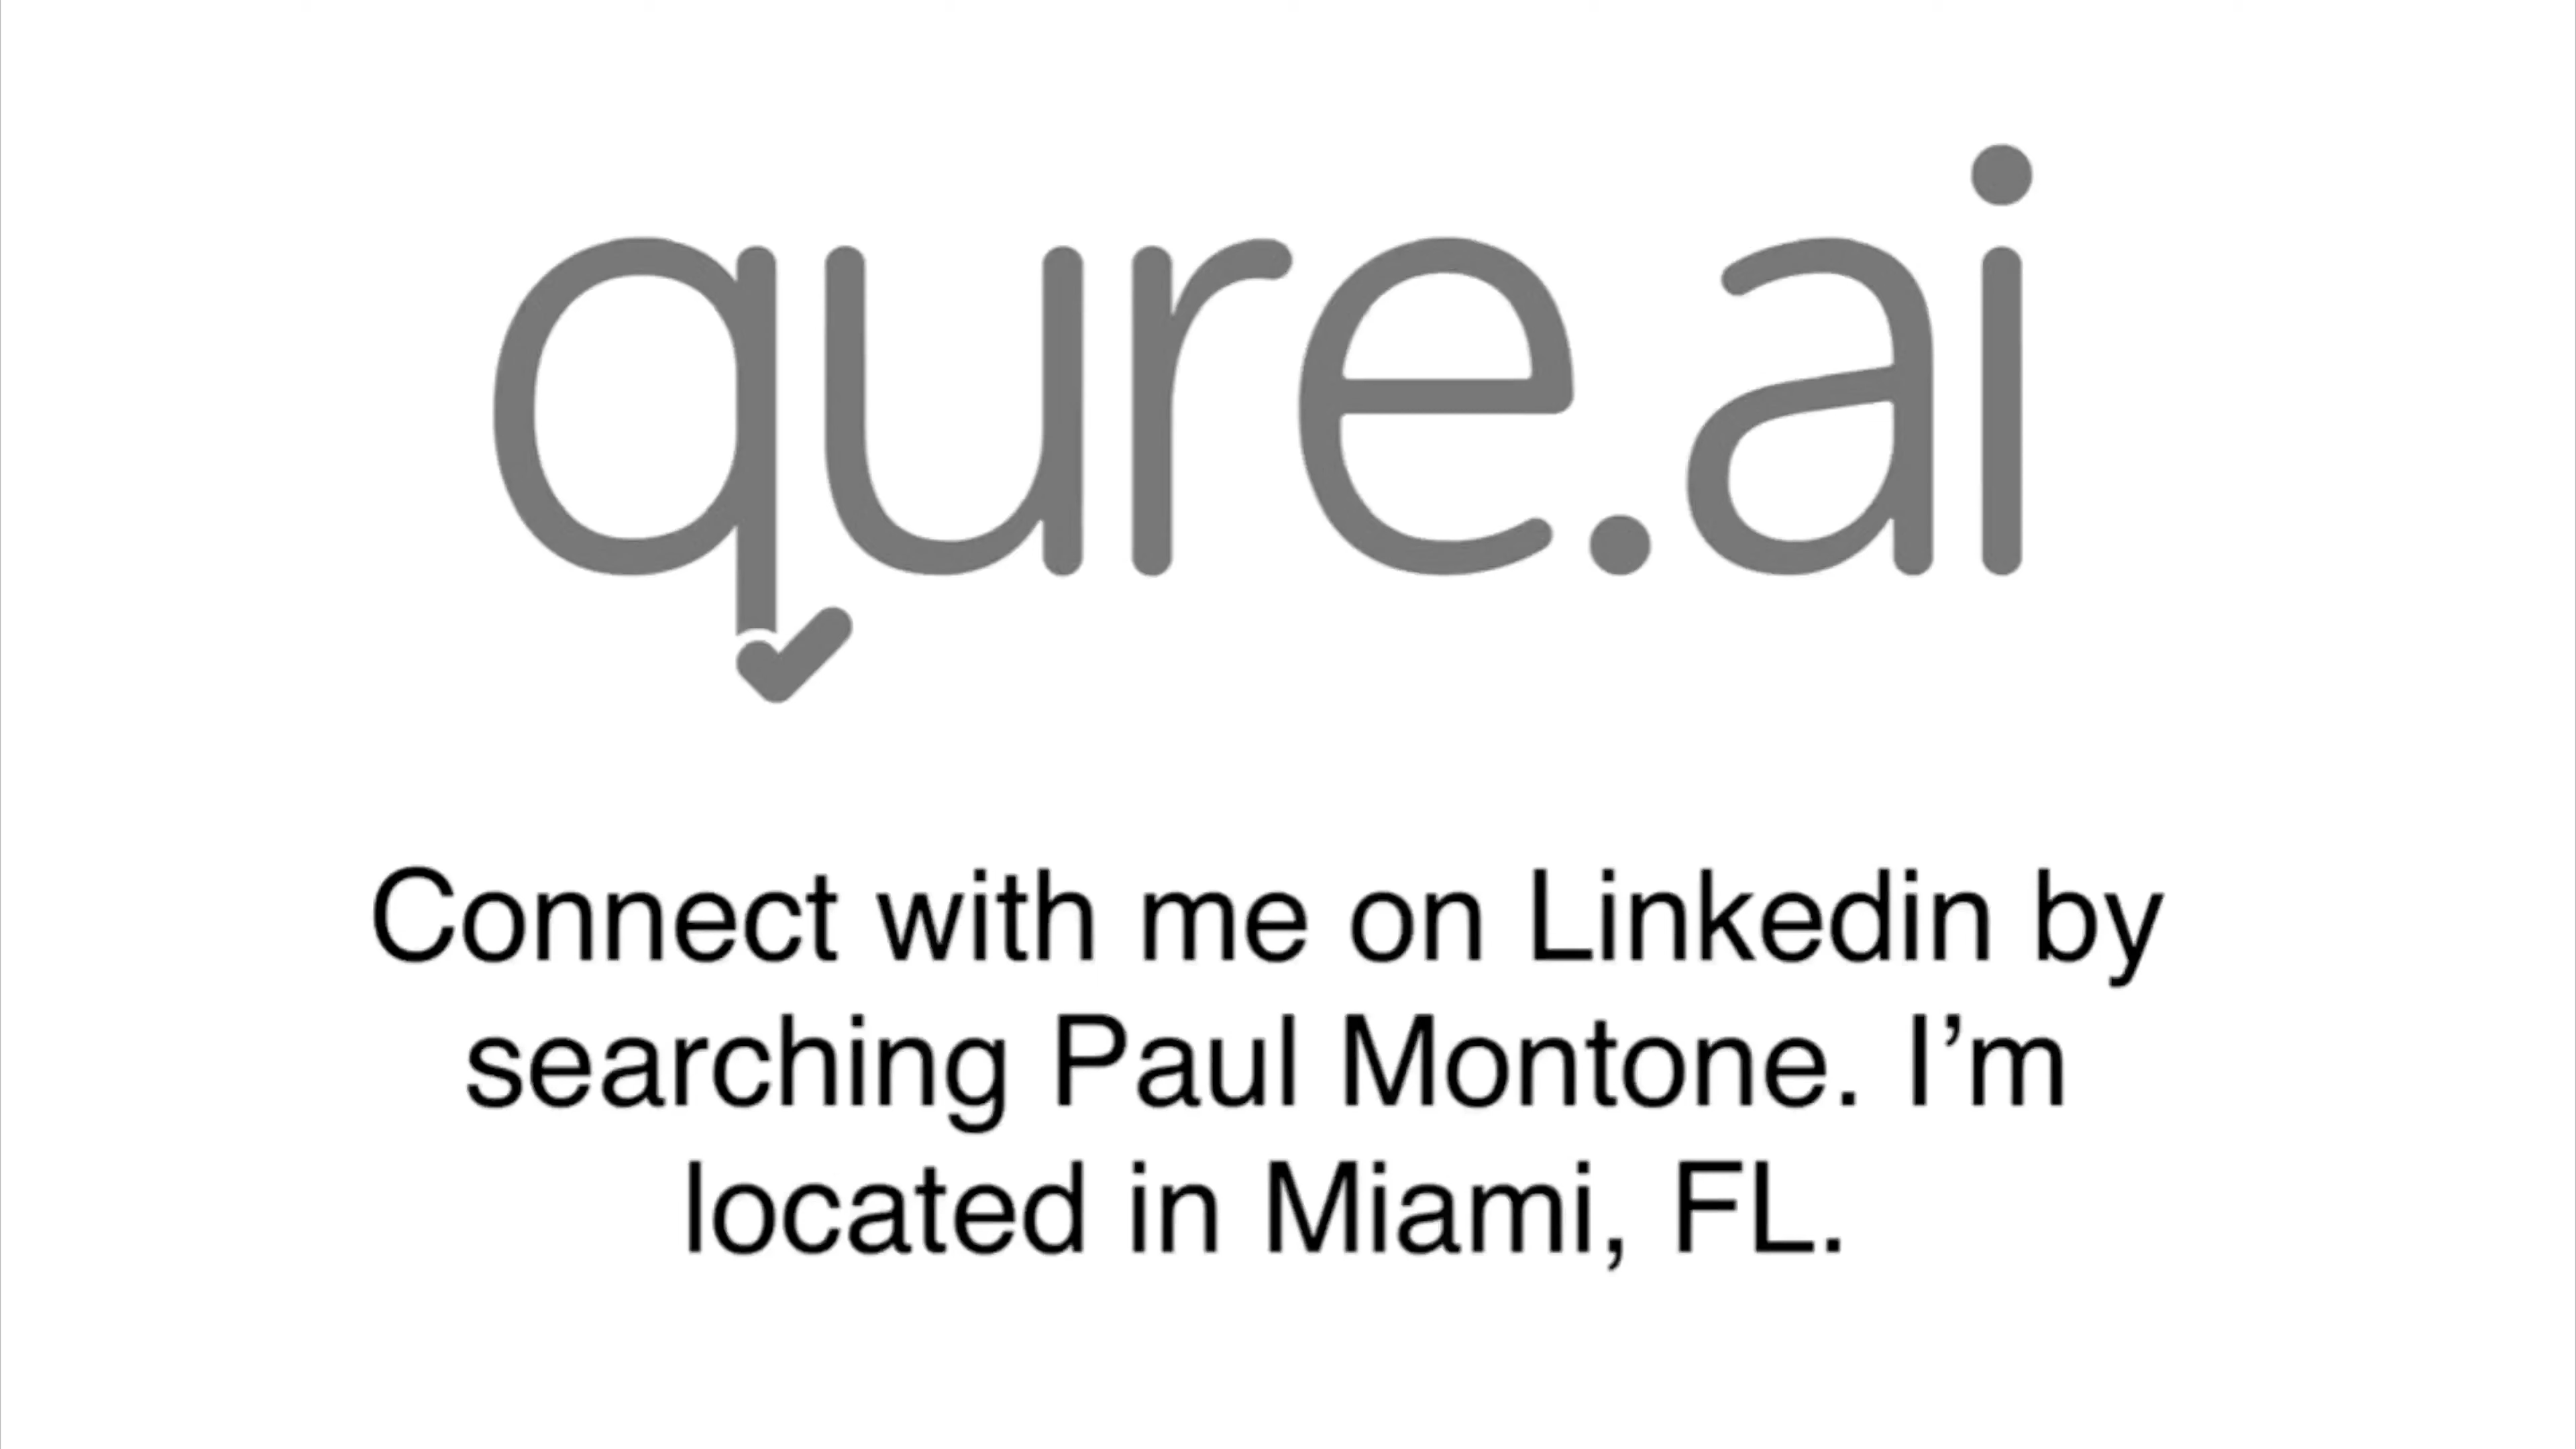 qure.ai
Connect with me on Linkedin by
searching Paul Montone. I’m
located in Miami, FL.